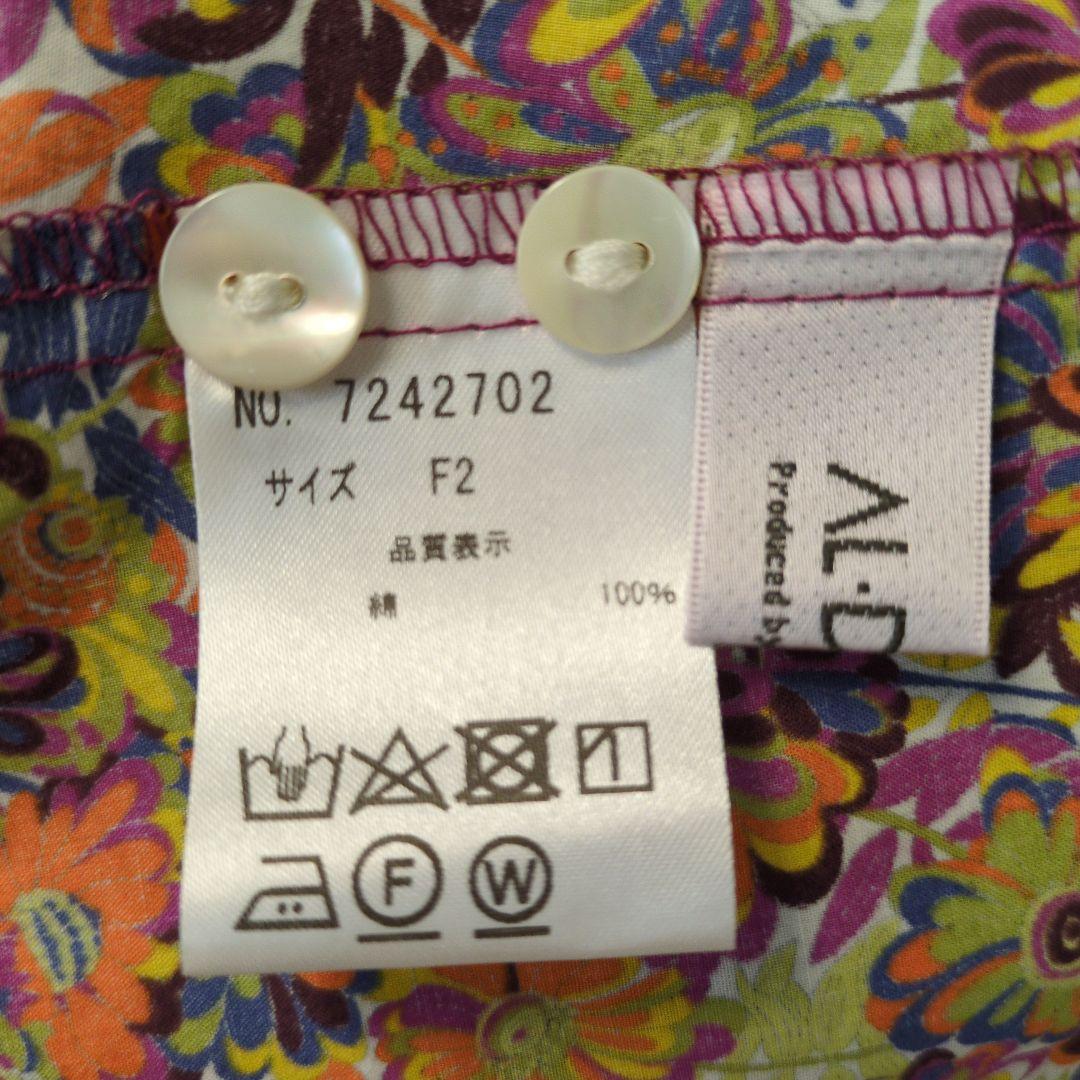 NO. 7242702
サイズ F2
品質表示
綿 100%
F
W
AL・D
Produced by